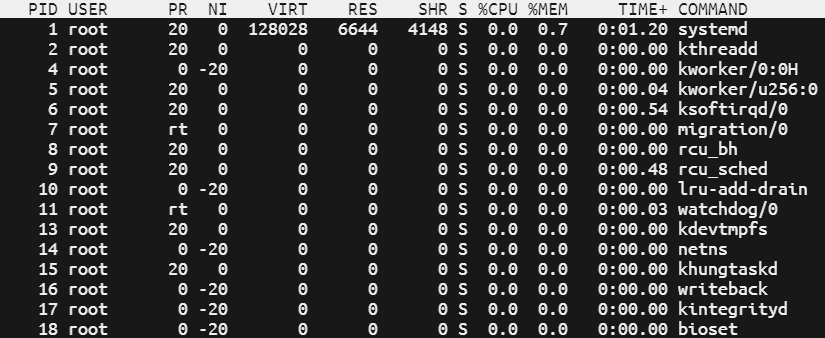 PID USER PR NI VIRT RES SHR S %CPU %MEM TIME+ COMMAND
1 root 20 0 128028 6644 4148 S 0.0 0.7 0:01.20 systemd
2 root 20 0 0 0 0 S 0.0 0.0 0:00.00 kthreadd
4 root 0 -20 0 0 0 S 0.0 0.0 0:00.00 kworker/0:0H
5 root 20 0 0 0 0 S 0.0 0.0 0:00.04 kworker/u256:0
6 root 20 0 0 0 0 S 0.0 0.0 0:00.54 ksoftirqd/0
7 root rt 0 0 0 0 S 0.0 0.0 0:00.00 migration/0
8 root 20 0 0 0 0 S 0.0 0.0 0:00.00 rcu_bh
9 root 20 0 0 0 0 S 0.0 0.0 0:00.48 rcu_sched
10 root 0 -20 0 0 0 S 0.0 0.0 0:00.00 lru-add-drain
11 root rt 0 0 0 0 S 0.0 0.0 0:00.03 watchdog/0
13 root 20 0 0 0 0 S 0.0 0.0 0:00.00 kdevtmpfs
14 root 0 -20 0 0 0 S 0.0 0.0 0:00.00 netns
15 root 20 0 0 0 0 S 0.0 0.0 0:00.00 khungtaskd
16 root 0 -20 0 0 0 S 0.0 0.0 0:00.00 writeback
17 root 0 -20 0 0 0 S 0.0 0.0 0:00.00 kintegrityd
18 root 0 -20 0 0 0 S 0.0 0.0 0:00.00 bioset